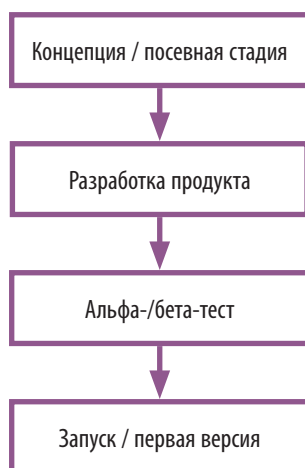 Концепция / посевная стадия
Разработка продукта
Альфа-/бета-тест
Запуск / первая версия